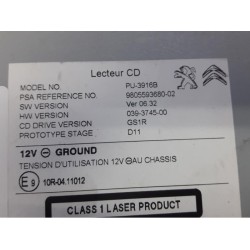 Lecteur CD
MODEL NO. PU-3916B
PSA REFERENCE NO. 9805593680-02
SW VERSION Ver 06.32
HW VERSION 039-3745-00
CD DRIVE VERSION GS1R
PROTOTYPE STAGE D11
12V ⊖ GROUND
TENSION D'UTILISATION 12V ⊖AU CHASSIS
E9 10R-04.11012
CLASS 1 LASER PRODUCT